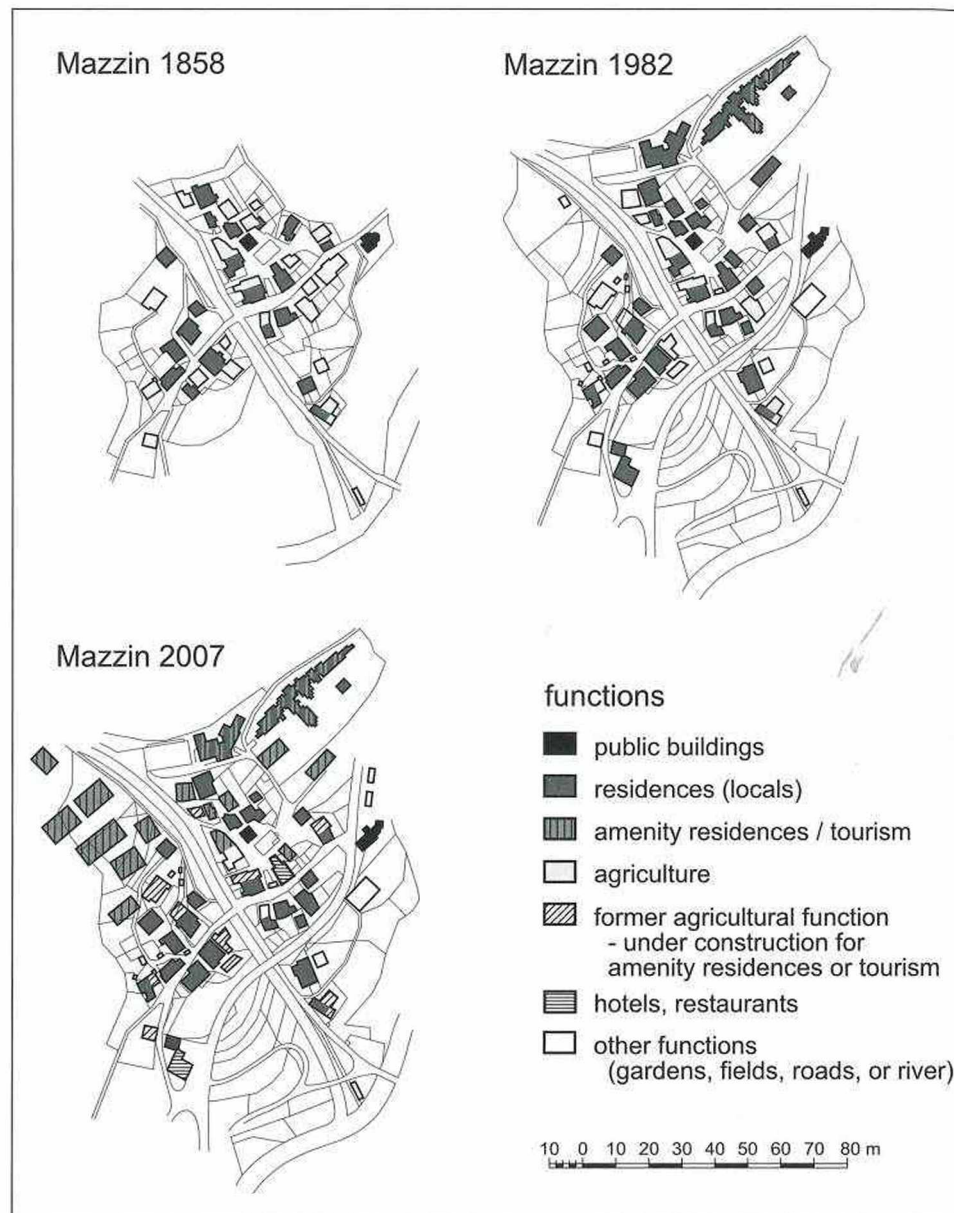 Mazzin 1858
Mazzin 1982
Mazzin 2007
functions
public buildings
residences (locals)
amenity residences / tourism
agriculture
former agricultural function
- under construction for
amenity residences or tourism
hotels, restaurants
other functions
(gardens, fields, roads, or river)
10 0 10 20 30 40 50 60 70 80 m